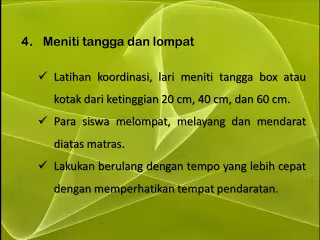 4. Meniti tangga dan lompat
✓ Latihan koordinasi, lari meniti tangga box atau
kotak dari ketinggian 20 cm, 40 cm, dan 60 cm.
✓ Para siswa melompat, melayang dan mendarat
diatas matras.
✓ Lakukan berulang dengan tempo yang lebih cepat
dengan memperhatikan tempat pendaratan.